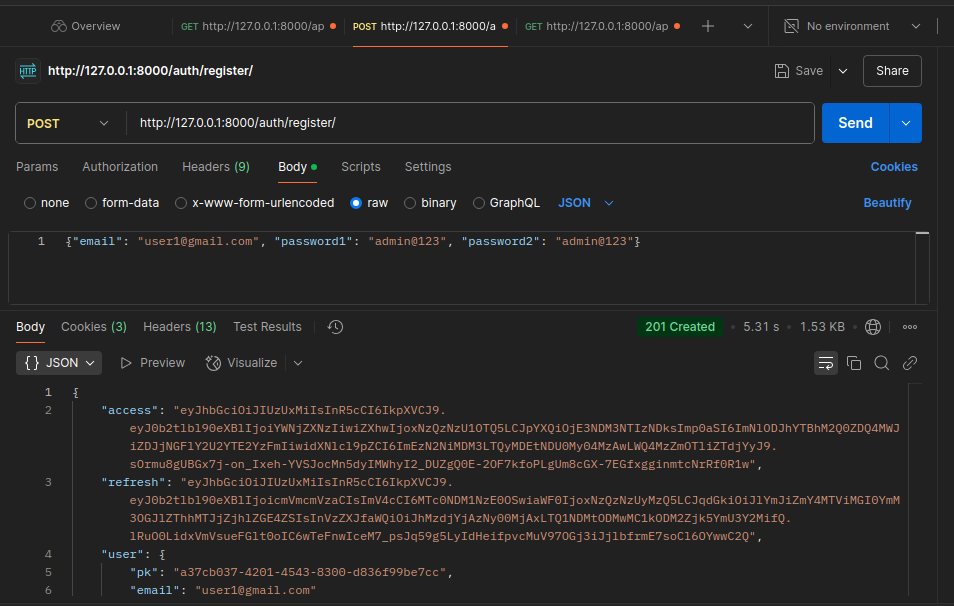 Overview
GET http://127.0.0.1:8000/ap
POST http://127.0.0.1:8000/a
GET http://127.0.0.1:8000/ap
No environment
HTTP http://127.0.0.1:8000/auth/register/
Save
Share
POST
http://127.0.0.1:8000/auth/register/
Send
Params Authorization Headers (9) Body Scripts Settings Cookies
none form-data x-www-form-urlencoded raw binary GraphQL JSON Beautify
1 {"email": "user1@gmail.com", "password1": "admin@123", "password2": "admin@123"}
Body Cookies (3) Headers (13) Test Results 201 Created 5.31 s 1.53 KB
{} JSON Preview Visualize
1 {
2 "access": "eyJhbGciOiJIUzUxMiIsInR5cCI6IkpXVCJ9.
eyJ0b2tlbl90eXBlIjoiYWNjZXNzIiwiZXhwIjoxNzQzNzU1OTQ5LCJpYXQiOjE3NDM3NTIzNDksImp0aSI6ImNlODJhYTBhM2Q0ZDQ4MWJ
iZDJjNGFlY2U2YTE2YzFmIiwidXNlcl9pZCI6ImEzN2NiMDM3LTQyMDEtNDU0My04MzAwLWQ4MzZmOTliZTdjYyJ9.
sOrmu8gUBGx7j-on_Ixeh-YVSJocMn5dyIMWhyI2_DUZgQ0E-2OF7kfoPLgUm8cGX-7EGfxgginmtcNrRf0R1w",
3 "refresh": "eyJhbGciOiJIUzUxMiIsInR5cCI6IkpXVCJ9.
eyJ0b2tlbl90eXBlIjoicmVmcmVzaCIsImV4cCI6MTc0NDM1NzE0OSwiaWF0IjoxNzQzNzUyMzQ5LCJqdGkiOiJlYmJiZmY4MTViMGI0YmM
3OGJlZThhMTJjZjhlZGE4ZSIsInVzZXJfaWQiOiJhMzdjYjAzNy00MjAxLTQ1NDMtODMwMC1kODM2Zjk5YmU3Y2MifQ.
lRuO0LidxVmVsueFGlt0oIC6wTeFnwIceM7_psJq59g5LyIdHeifpvcMuV97OGj3iJjlbfrmE7soCl6OYwwC2Q",
4 "user": {
5 "pk": "a37cb037-4201-4543-8300-d836f99be7cc",
6 "email": "user1@gmail.com"